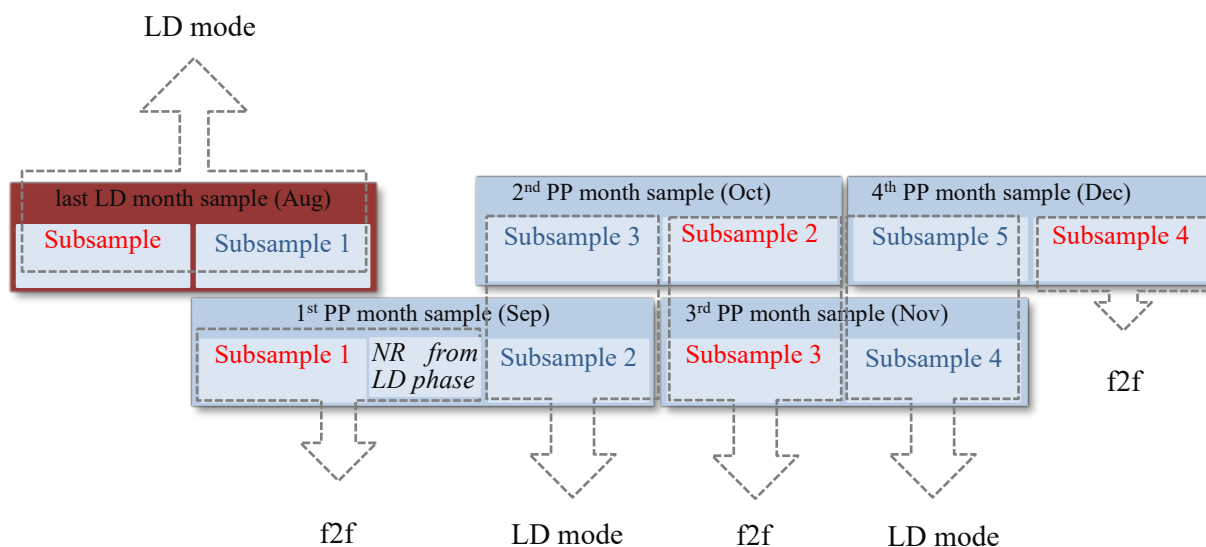 LD mode
last LD month sample (Aug)
Subsample
Subsample 1
2nd PP month sample (Oct)
Subsample 3
Subsample 2
4th PP month sample (Dec)
Subsample 5
Subsample 4
1st PP month sample (Sep)
Subsample 1
NR from
LD phase
Subsample 2
3rd PP month sample (Nov)
Subsample 3
Subsample 4
f2f
f2f
LD mode
f2f
LD mode